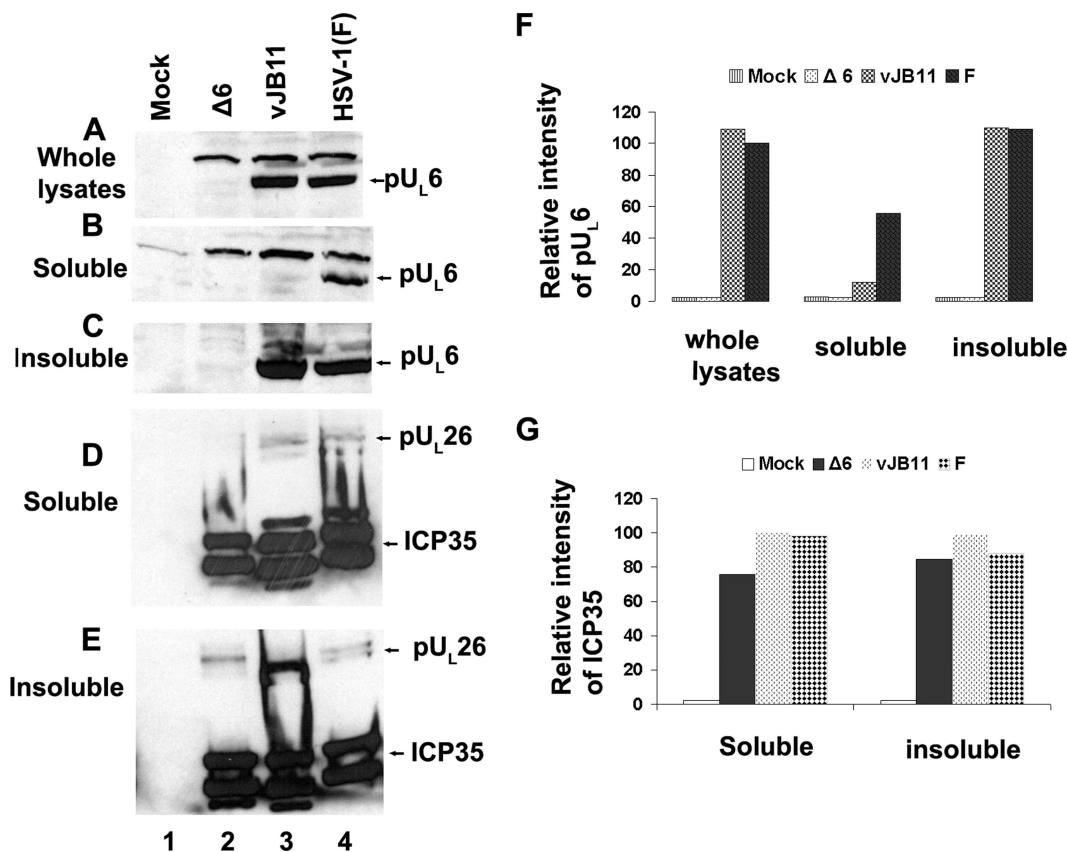 Mock
Δ6
vJB11
HSV-1(F)
A
Whole
lysates
pUL6
B
Soluble
pUL6
C
Insoluble
pUL6
D
Soluble
pUL26
ICP35
E
Insoluble
pUL26
ICP35
1 2 3 4
F
Mock Δ 6 vJB11 F
Relative intensity
of pUL6
120
100
80
60
40
20
0
whole
lysates
soluble
insoluble
G
Mock Δ6 vJB11 F
Relative intensity
of ICP35
120
100
80
60
40
20
0
Soluble
insoluble